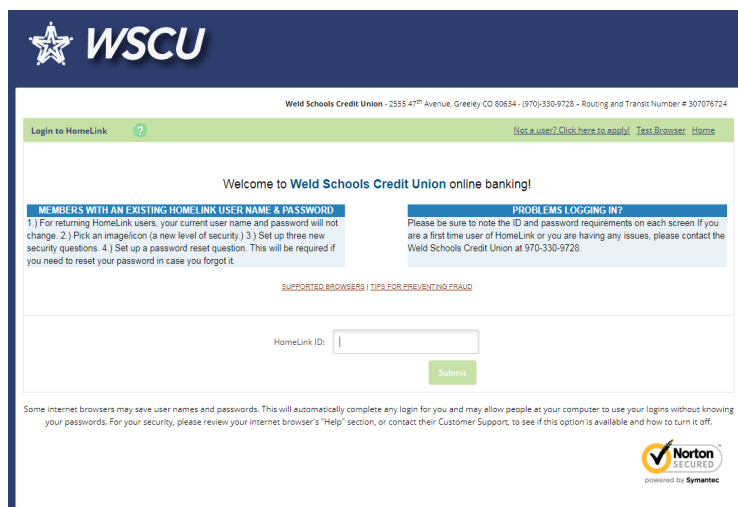 WSCU
Weld Schools Credit Union - 2555 47th Avenue, Greeley CO 80634 - (970)-330-9728 – Routing and Transit Number # 307076724
Login to HomeLink ? Not a user? Click here to apply! Test Browser Home
Welcome to Weld Schools Credit Union online banking!
MEMBERS WITH AN EXISTING HOMELINK USER NAME & PASSWORD
1.) For returning HomeLink users, your current user name and password will not
change. 2.) Pick an image/icon (a new level of security.) 3.) Set up three new
security questions. 4.) Set up a password reset question. This will be required if
you need to reset your password in case you forgot it.
PROBLEMS LOGGING IN?
Please be sure to note the ID and password requirements on each screen If you
are a first time user of HomeLink or you are having any issues, please contact the
Weld Schools Credit Union at 970-330-9728.
SUPPORTED BROWSERS | TIPS FOR PREVENTING FRAUD
HomeLink ID:
Submit
Some internet browsers may save user names and passwords. This will automatically complete any login for you and may allow people at your computer to use your logins without knowing
your passwords. For your security, please review your internet browser's "Help" section, or contact their Customer Support, to see if this option is available and how to turn it off.
Norton
SECURED
powered by Symantec